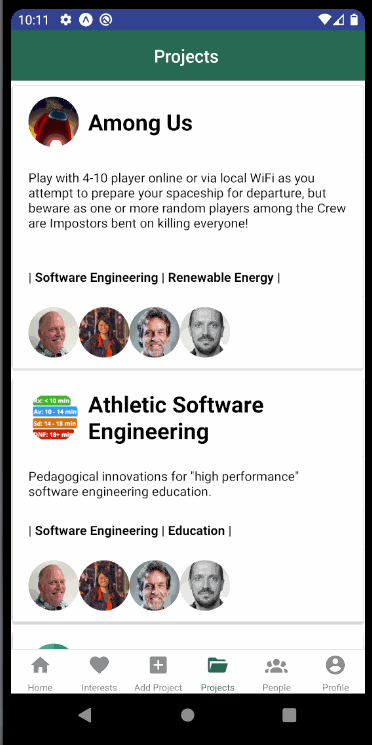 10:11
Projects
Among Us
Play with 4-10 player online or via local WiFi as you
attempt to prepare your spaceship for departure, but
beware as one or more random players among the Crew
are Impostors bent on killing everyone!
| Software Engineering | Renewable Energy |
Athletic Software
Engineering
Rx: < 10 min
Av: 10 - 14 min
Sd: 14 - 18 min
DNF: 18+ min
Pedagogical innovations for "high performance"
software engineering education.
| Software Engineering | Education |
Home Interests Add Project Projects People Profile